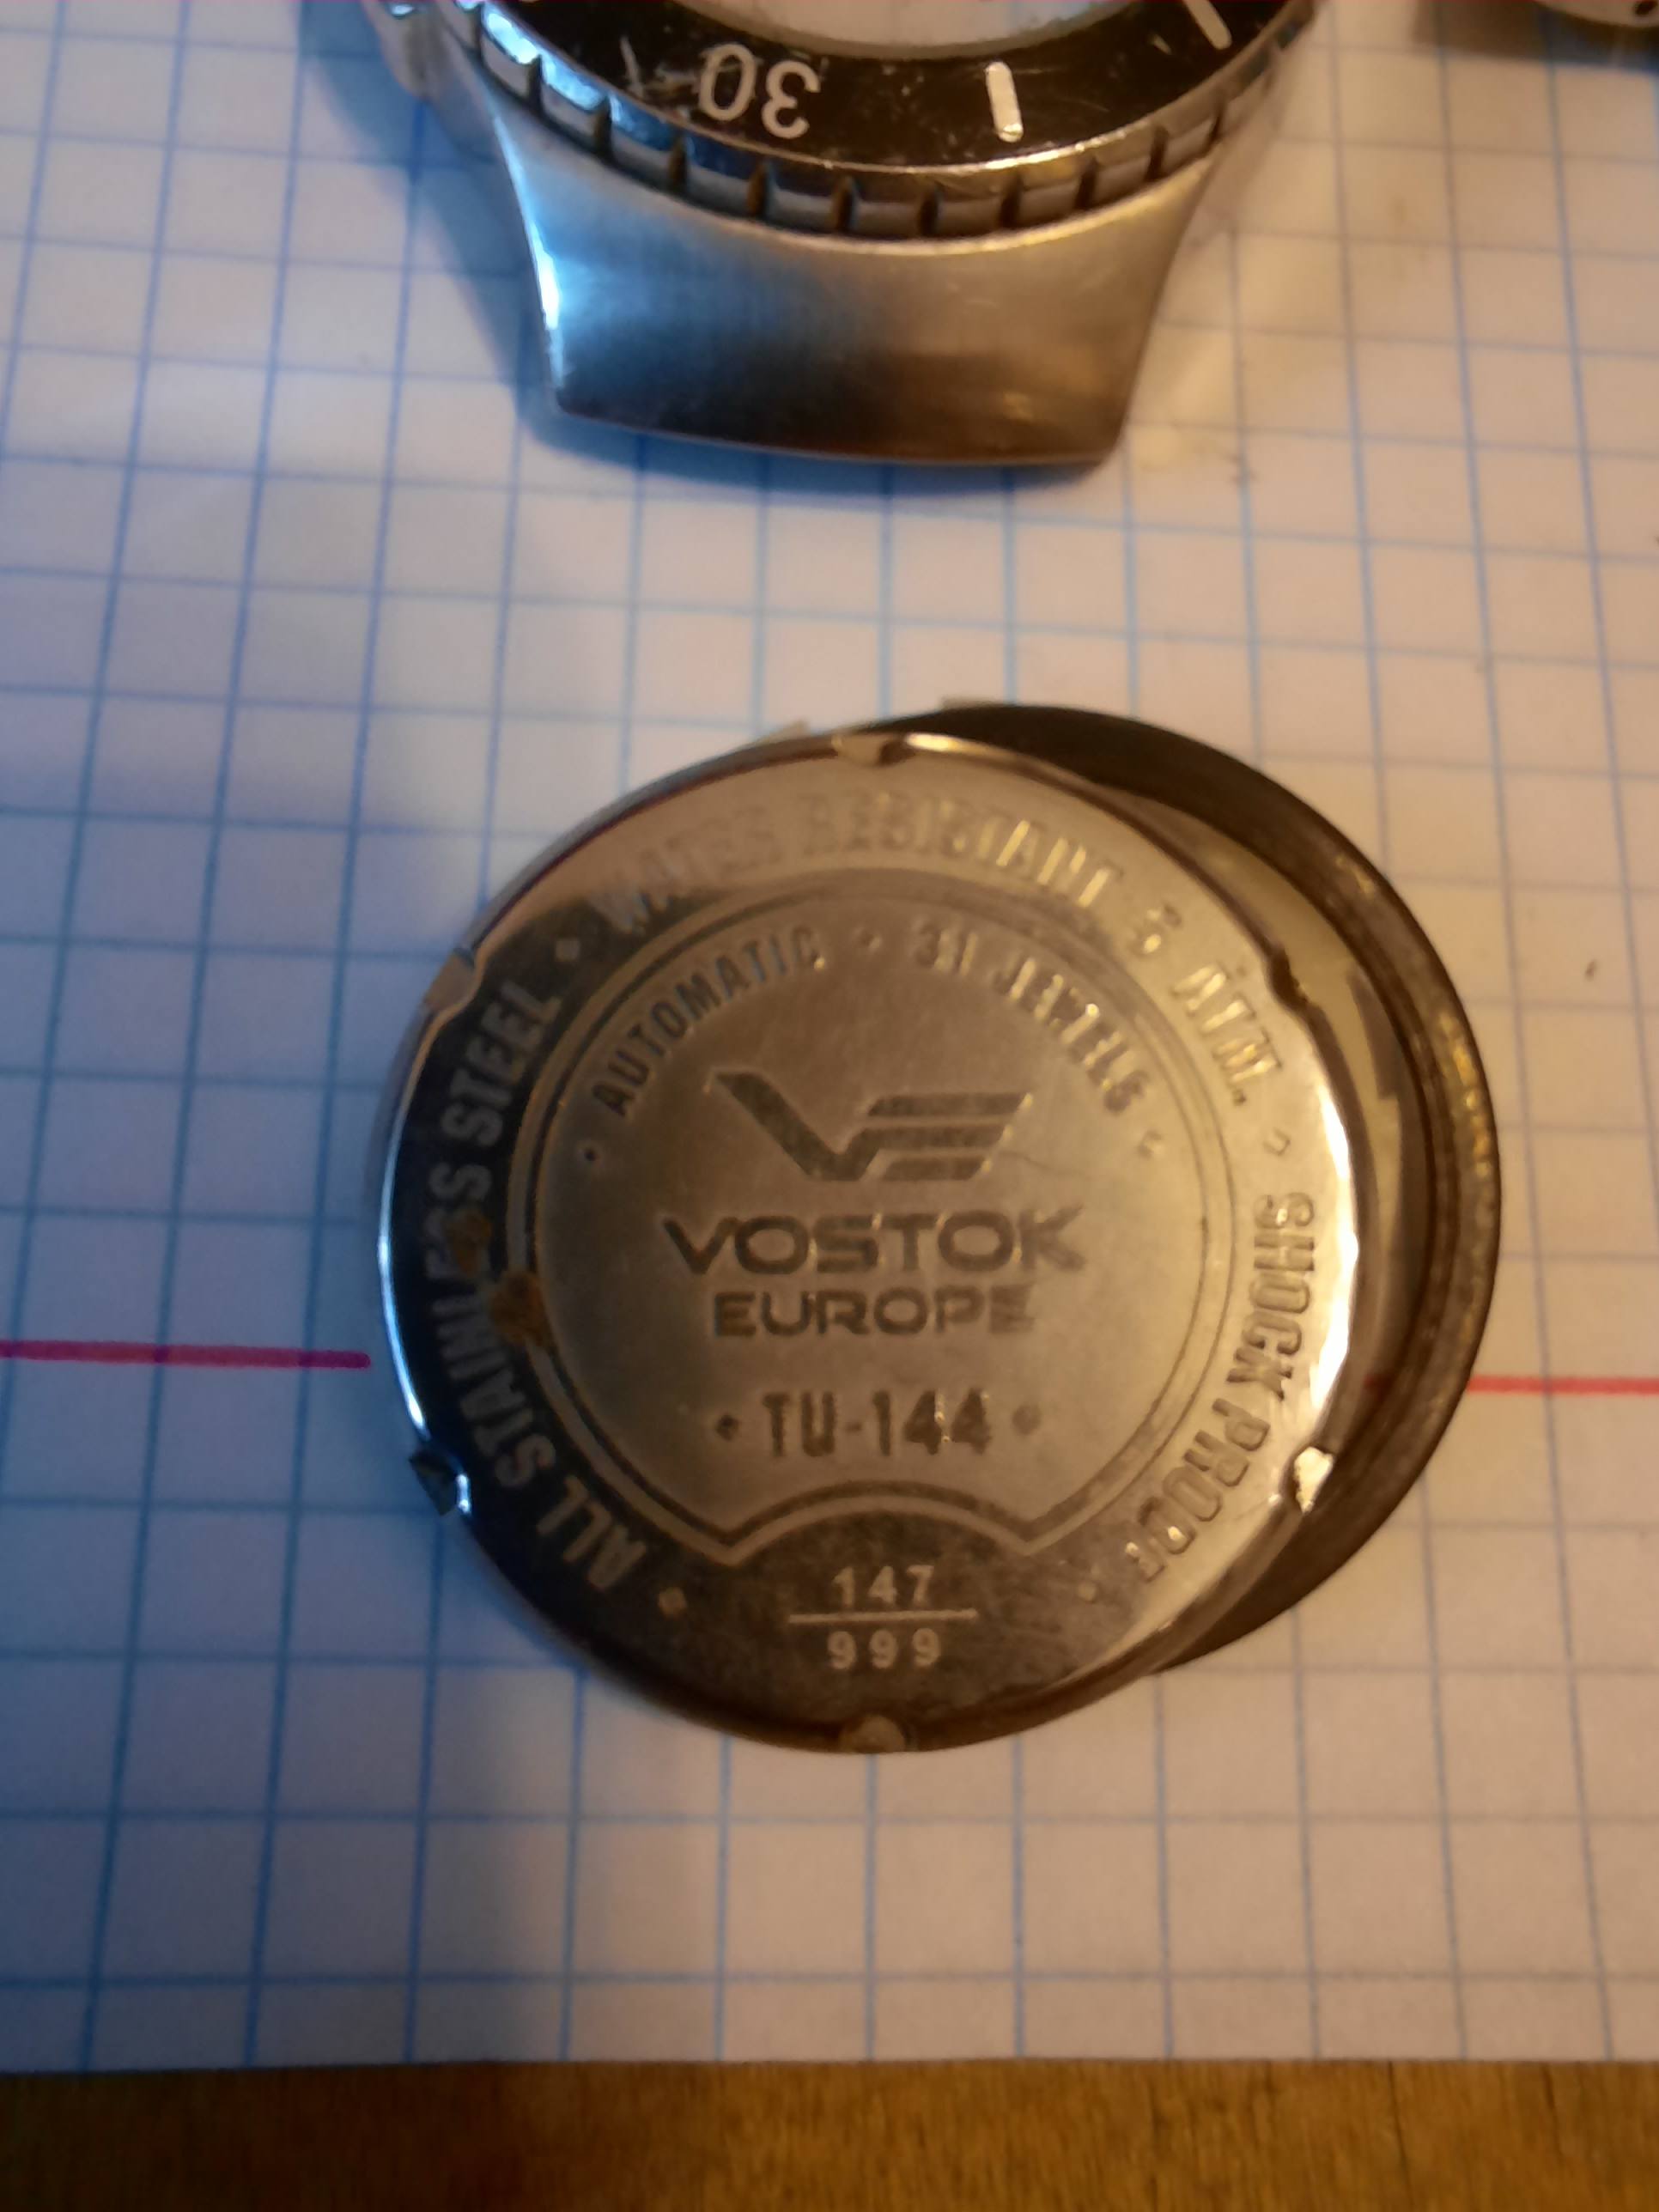 30
• ALL STAINLESS STEEL • WATER RESISTANT 5 ATM. • SHOCK PROOF •
• AUTOMATIC • 31 JEWELS •
VOSTOK
EUROPE
• TU-144 •
147
999